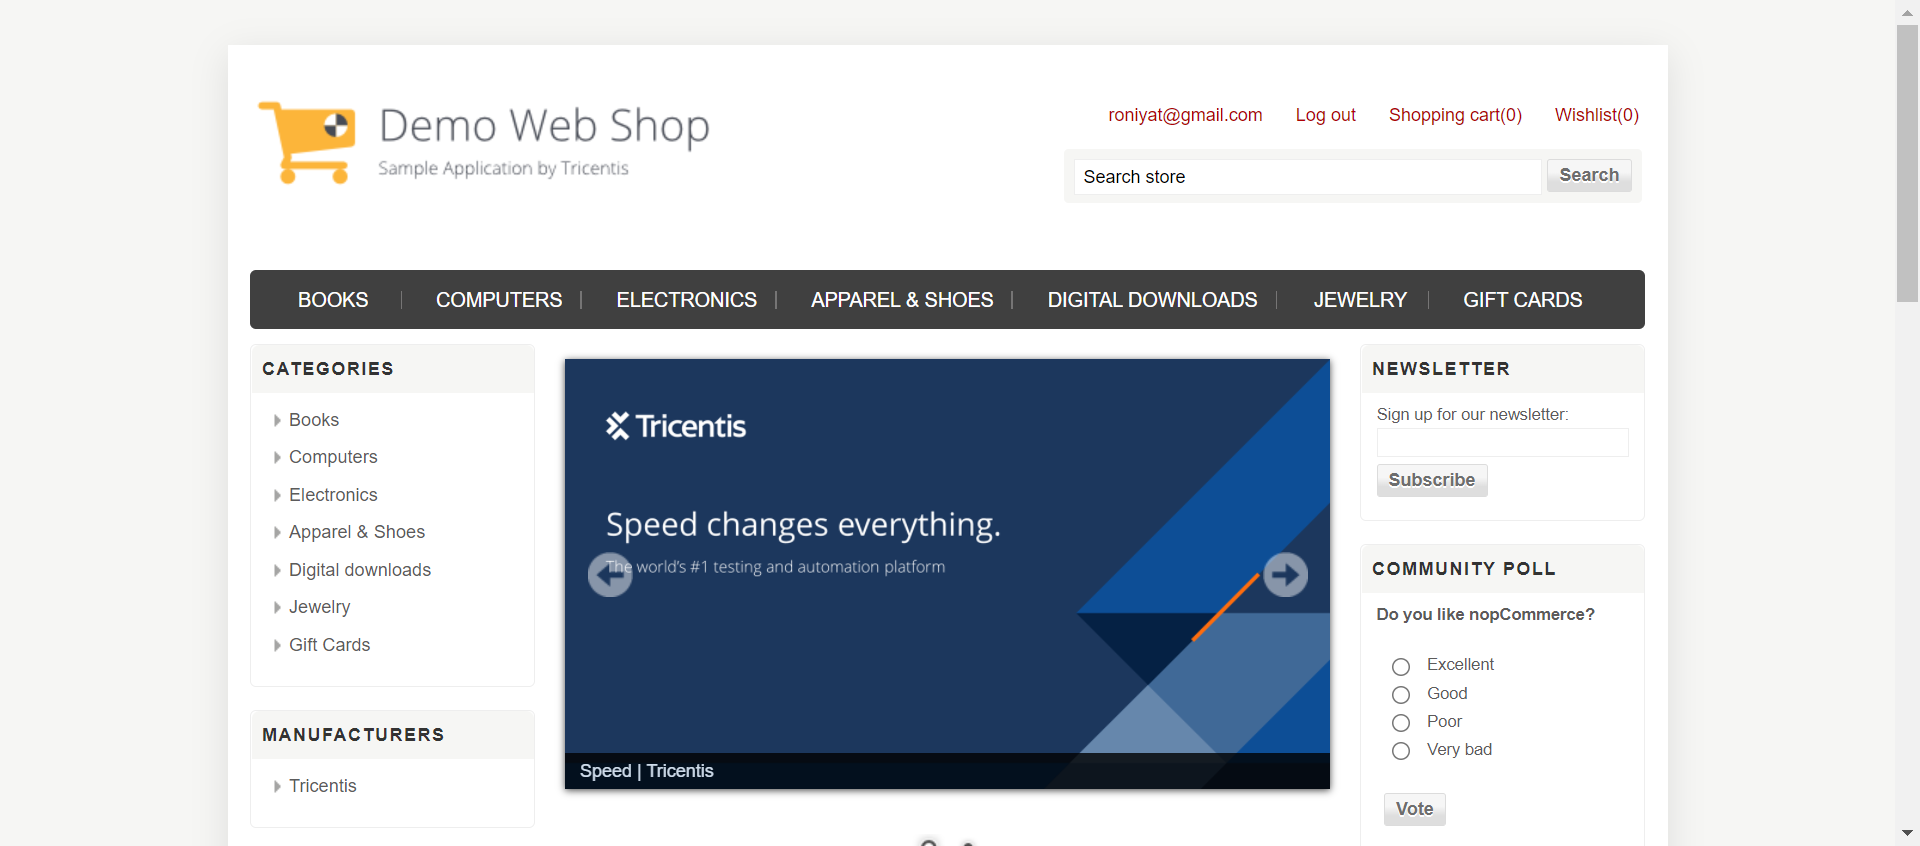 Demo Web Shop
Sample Application by Tricentis
roniyat@gmail.com Log out Shopping cart(0) Wishlist(0)
Search store Search
BOOKS COMPUTERS ELECTRONICS APPAREL & SHOES DIGITAL DOWNLOADS JEWELRY GIFT CARDS
CATEGORIES
Books
Computers
Electronics
Apparel & Shoes
Digital downloads
Jewelry
Gift Cards
MANUFACTURERS
Tricentis
Tricentis
Speed changes everything.
The world's #1 testing and automation platform
Speed | Tricentis
NEWSLETTER
Sign up for our newsletter:
Subscribe
COMMUNITY POLL
Do you like nopCommerce?
Excellent
Good
Poor
Very bad
Vote